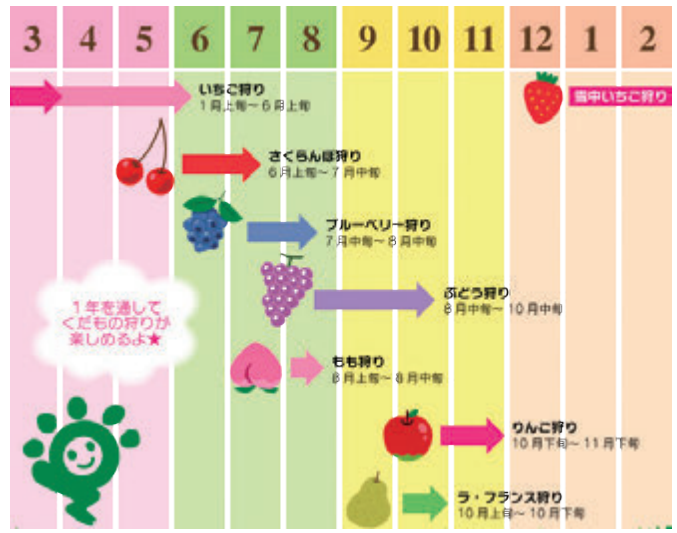 3 4 5 6 7 8 9 10 11 12 1 2
いちご狩り
1月上旬～6月上旬
雪中いちご狩り
さくらんぼ狩り
6月上旬～7月中旬
ブルーベリー狩り
7月中旬～8月中旬
ぶどう狩り
8月中旬～10月中旬
1年を通して
くだもの狩りが
楽しめるよ★
もも狩り
8月上旬～8月中旬
りんご狩り
10月下旬～11月下旬
ラ・フランス狩り
10月上旬～10月下旬